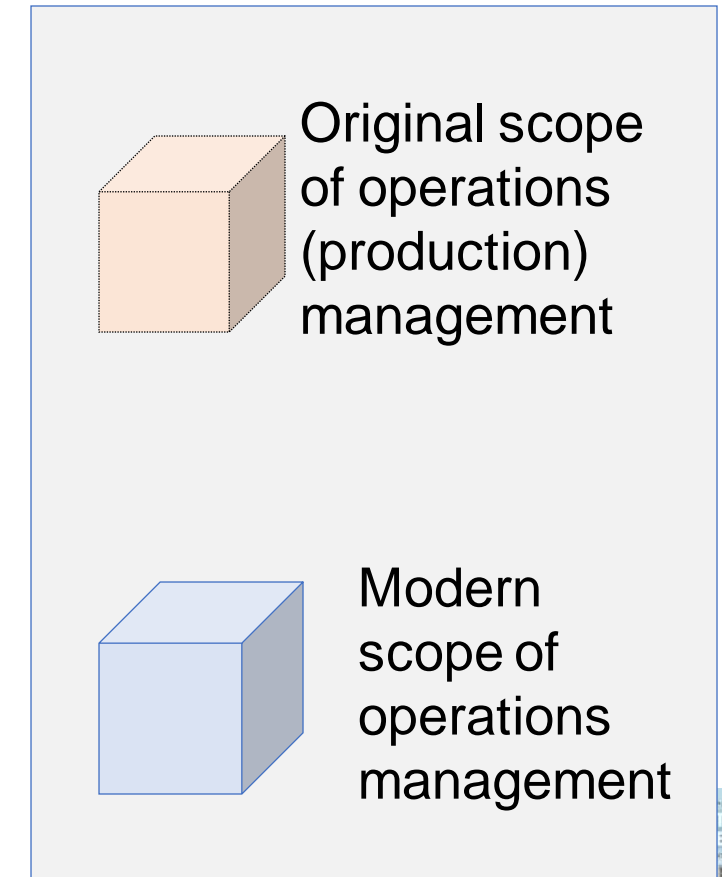 Original scope
of operations
(production)
management
Modern
scope of
operations
management